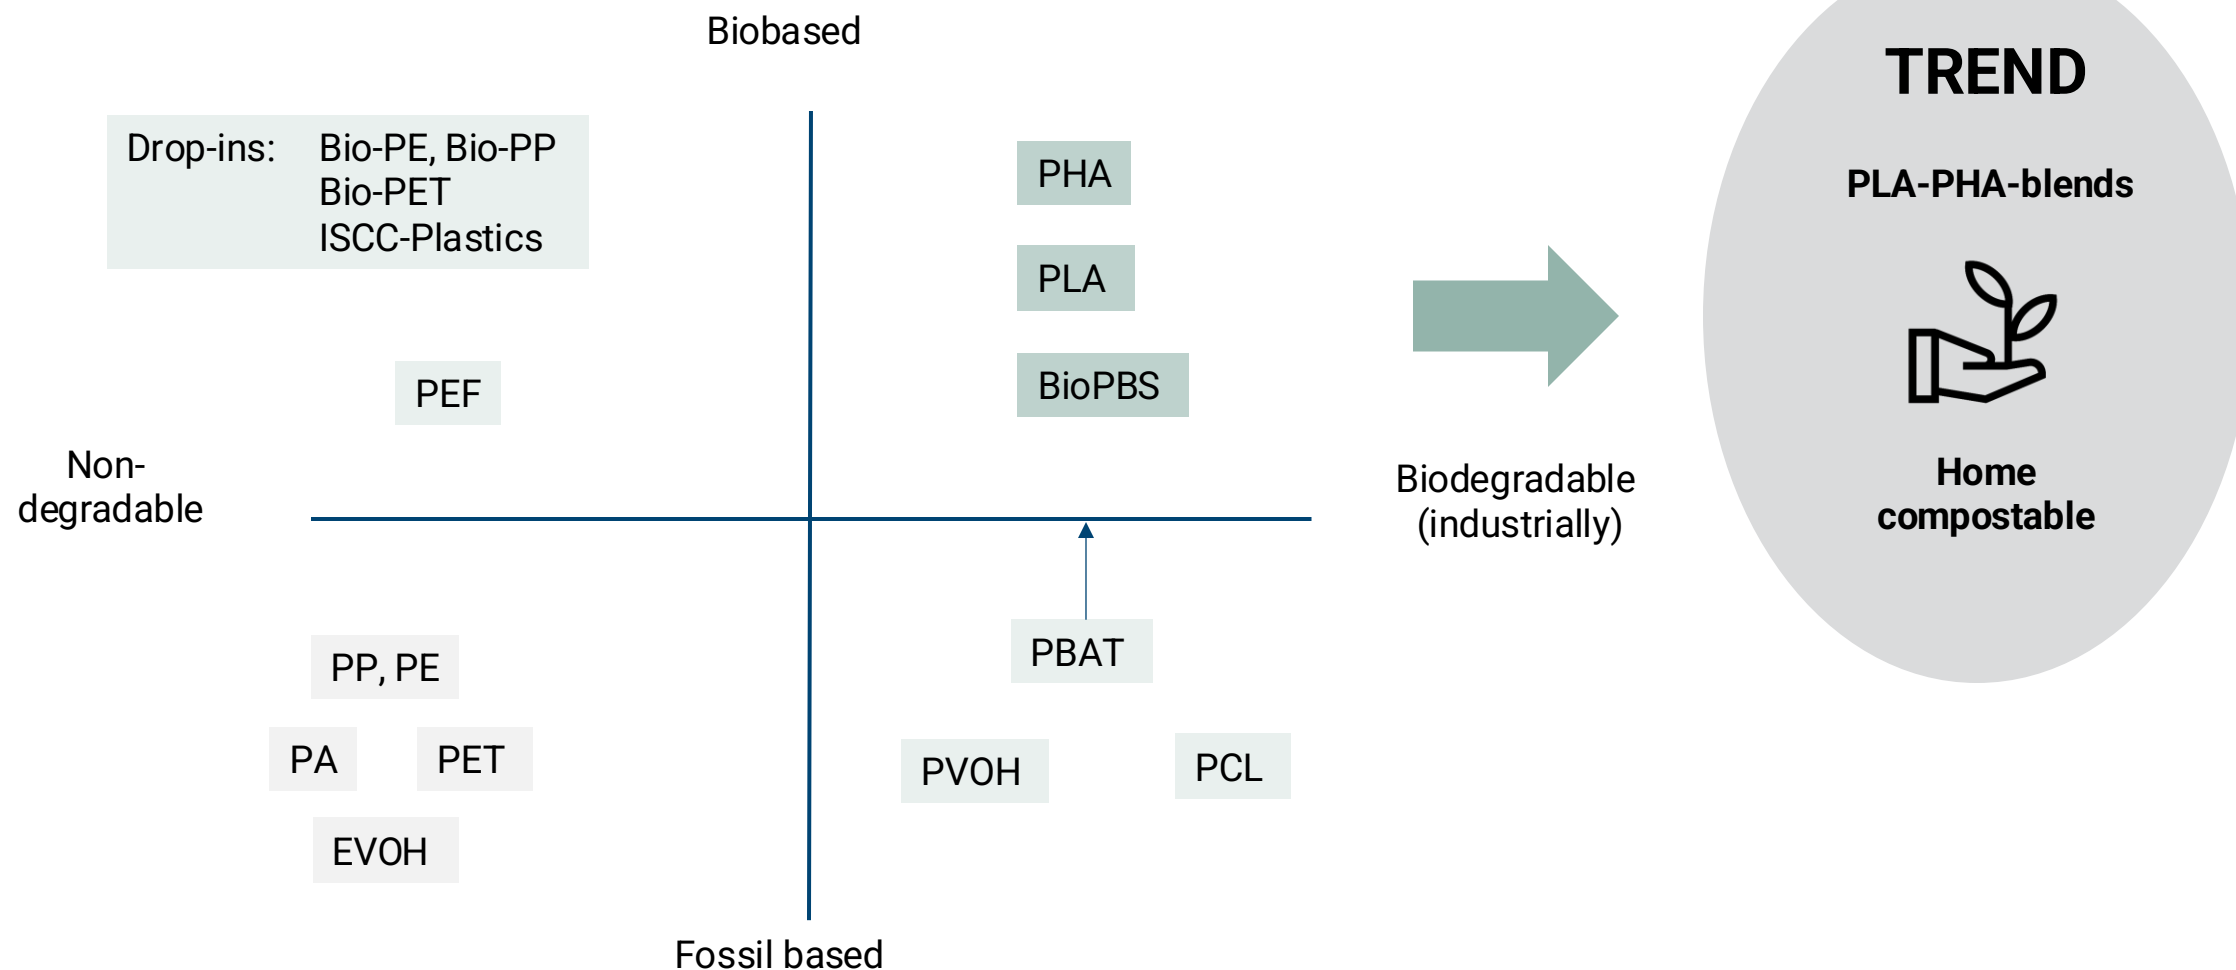 Biobased
Drop-ins: Bio-PE, Bio-PP
Bio-PET
ISCC-Plastics
PEF
PHA
PLA
BioPBS
Non-
degradable
Biodegradable
(industrially)
PP, PE
PA
PET
EVOH
PBAT
PVOH
PCL
Fossil based
TREND
PLA-PHA-blends
Home
compostable